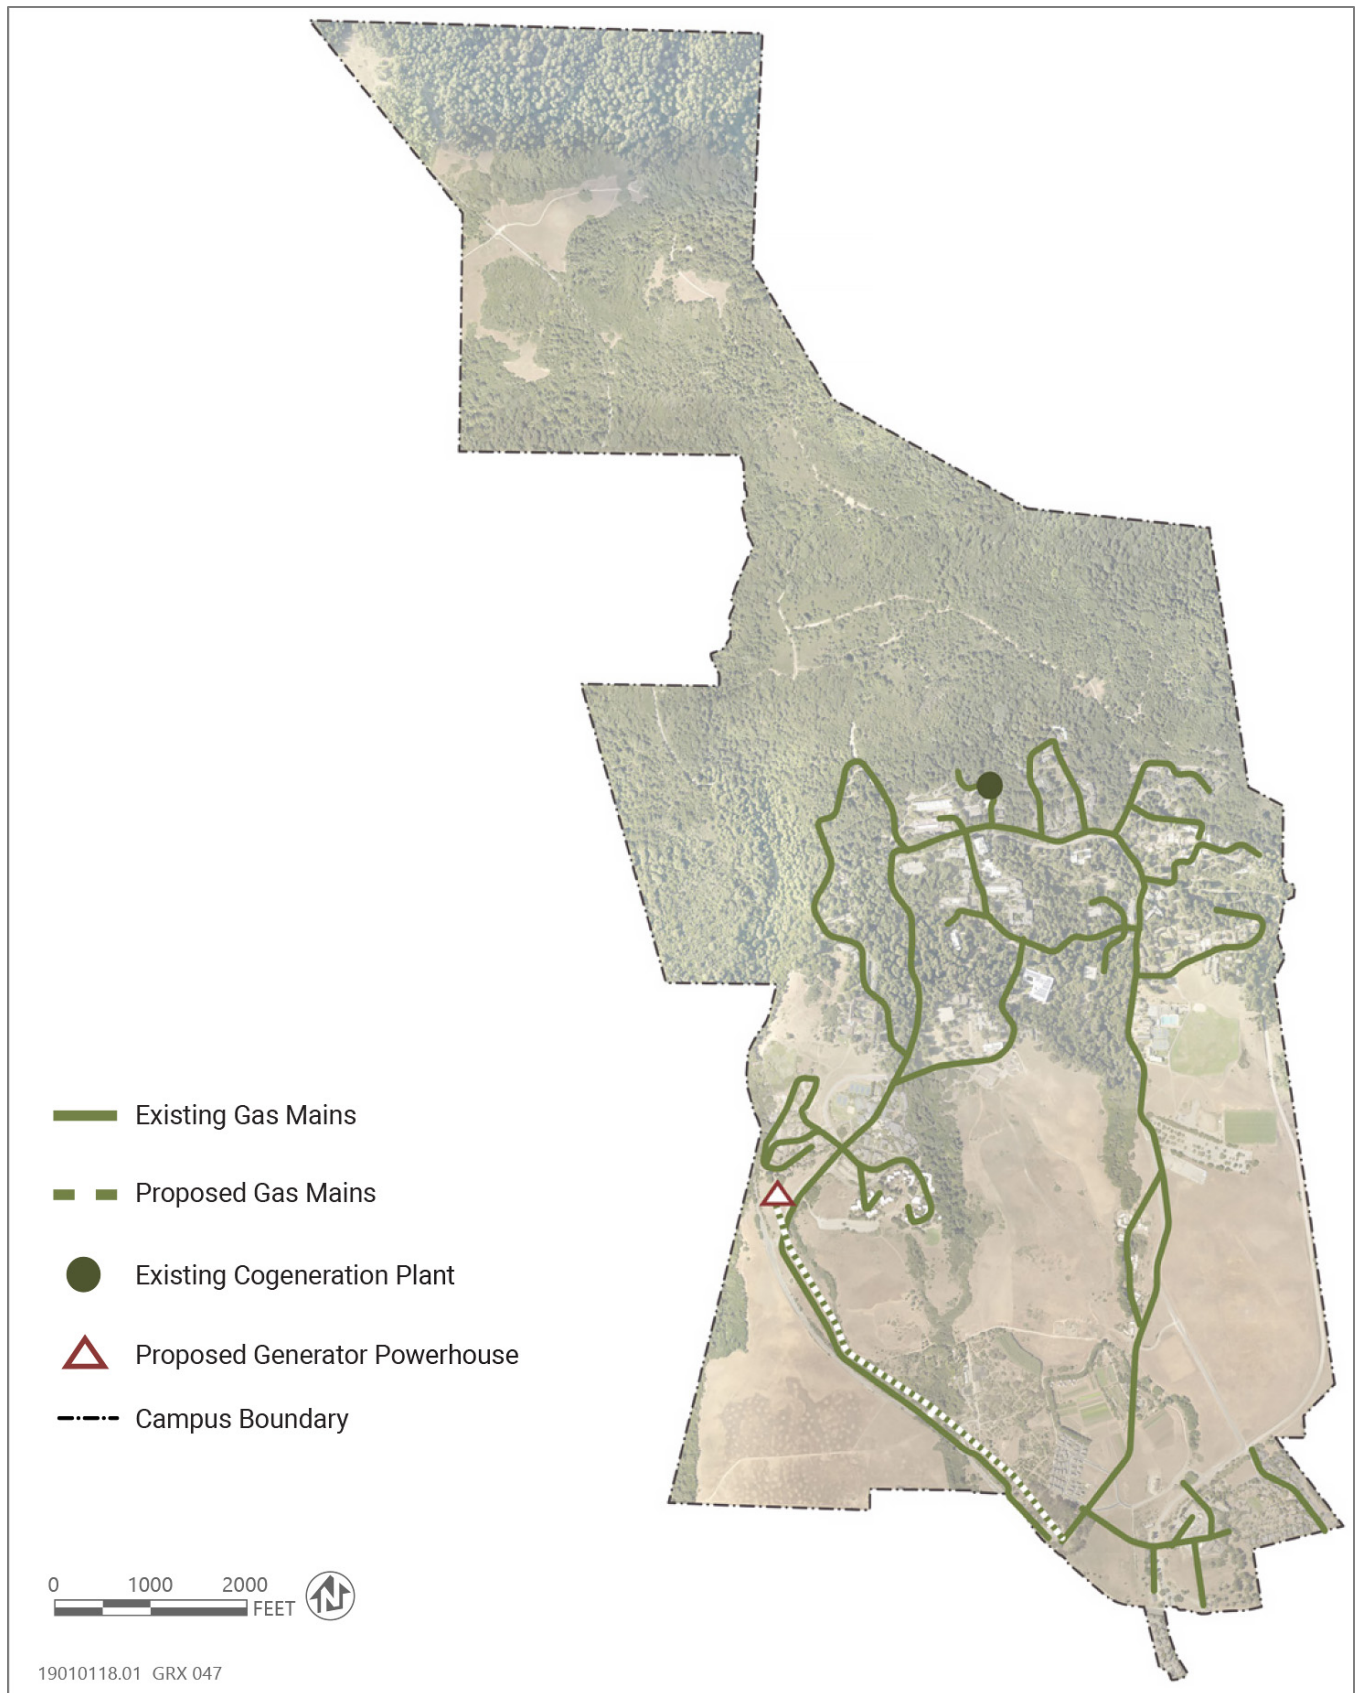 Existing Gas Mains
Proposed Gas Mains
Existing Cogeneration Plant
Proposed Generator Powerhouse
Campus Boundary
0 1000 2000
FEET
N
19010118.01 GRX 047